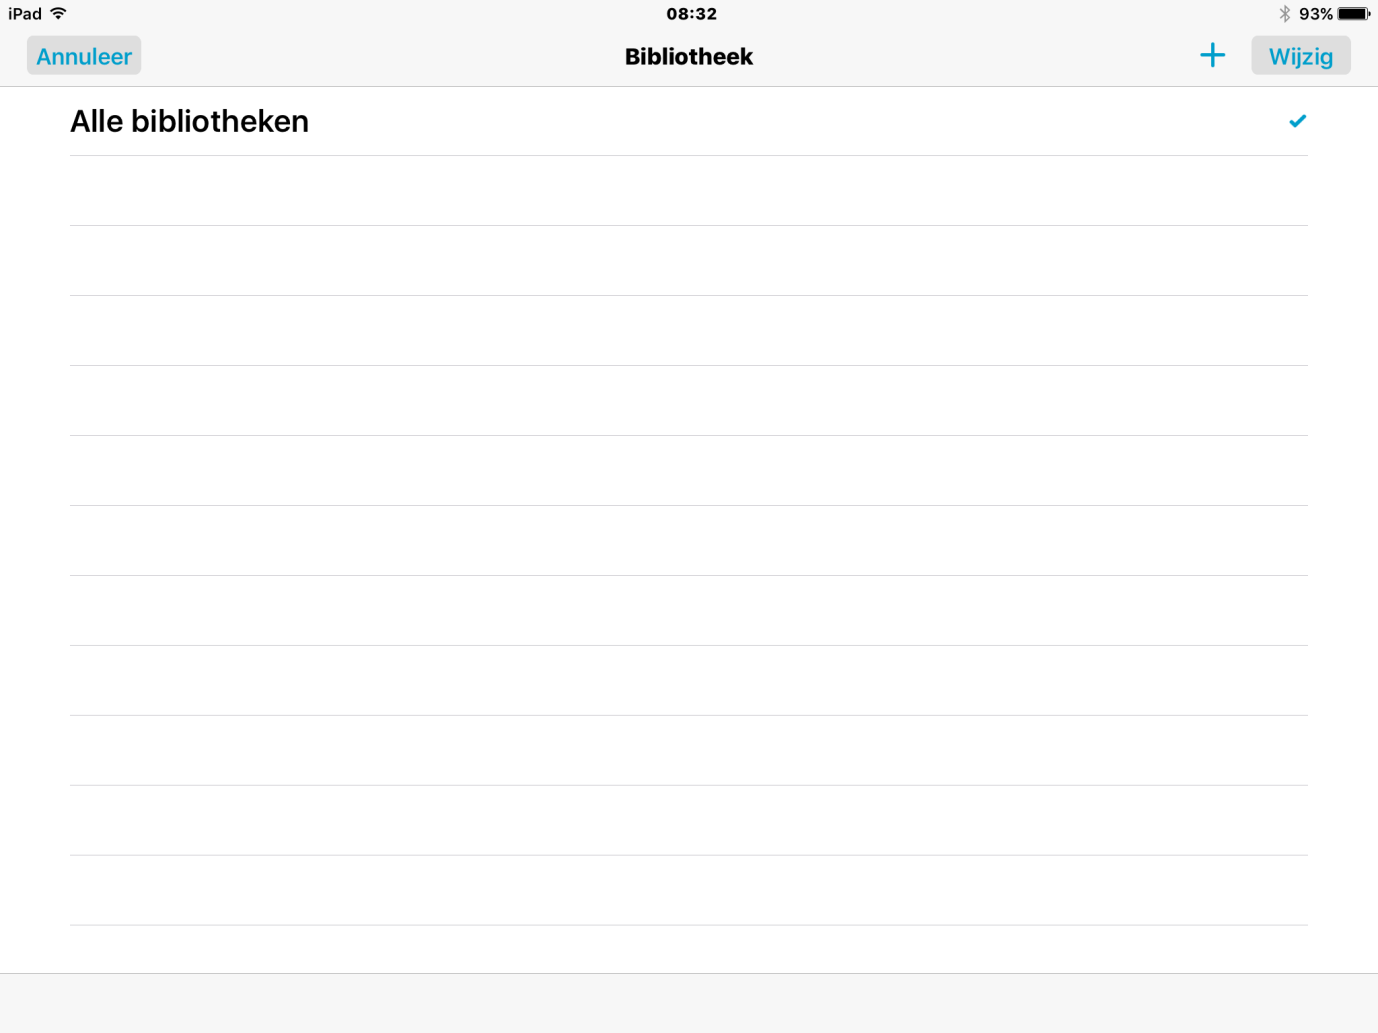 iPad 08:32 93%
Annuleer Bibliotheek + Wijzig
Alle bibliotheken